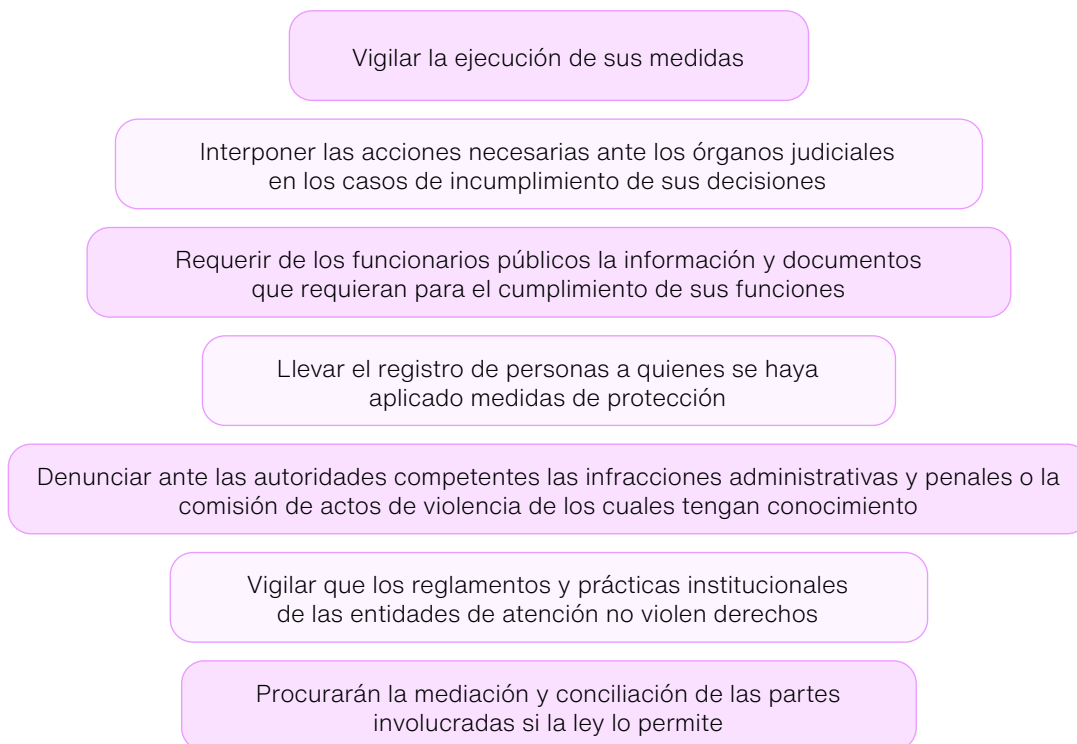 Vigilar la ejecución de sus medidas
Interponer las acciones necesarias ante los órganos judiciales
en los casos de incumplimiento de sus decisiones
Requerir de los funcionarios públicos la información y documentos
que requieran para el cumplimiento de sus funciones
Llevar el registro de personas a quienes se haya
aplicado medidas de protección
Denunciar ante las autoridades competentes las infracciones administrativas y penales o la
comisión de actos de violencia de los cuales tengan conocimiento
Vigilar que los reglamentos y prácticas institucionales
de las entidades de atención no violen derechos
Procurarán la mediación y conciliación de las partes
involucradas si la ley lo permite